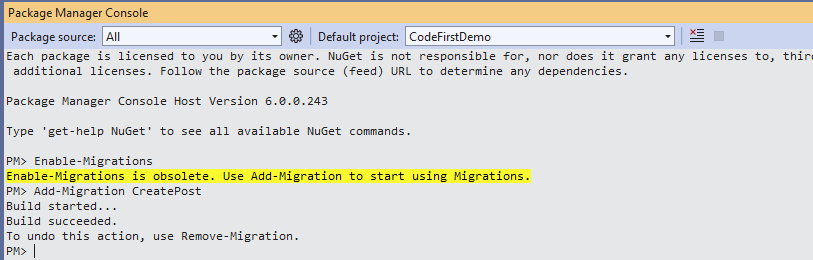 Package Manager Console
Package source: All Default project: CodeFirstDemo
Each package is licensed to you by its owner. NuGet is not responsible for, nor does it grant any licenses to,
additional licenses. Follow the package source (feed) URL to determine any dependencies.
Package Manager Console Host Version 6.0.0.243
Type 'get-help NuGet' to see all available NuGet commands.
PM> Enable-Migrations
Enable-Migrations is obsolete. Use Add-Migration to start using Migrations.
PM> Add-Migration CreatePost
Build started...
Build succeeded.
To undo this action, use Remove-Migration.
PM>